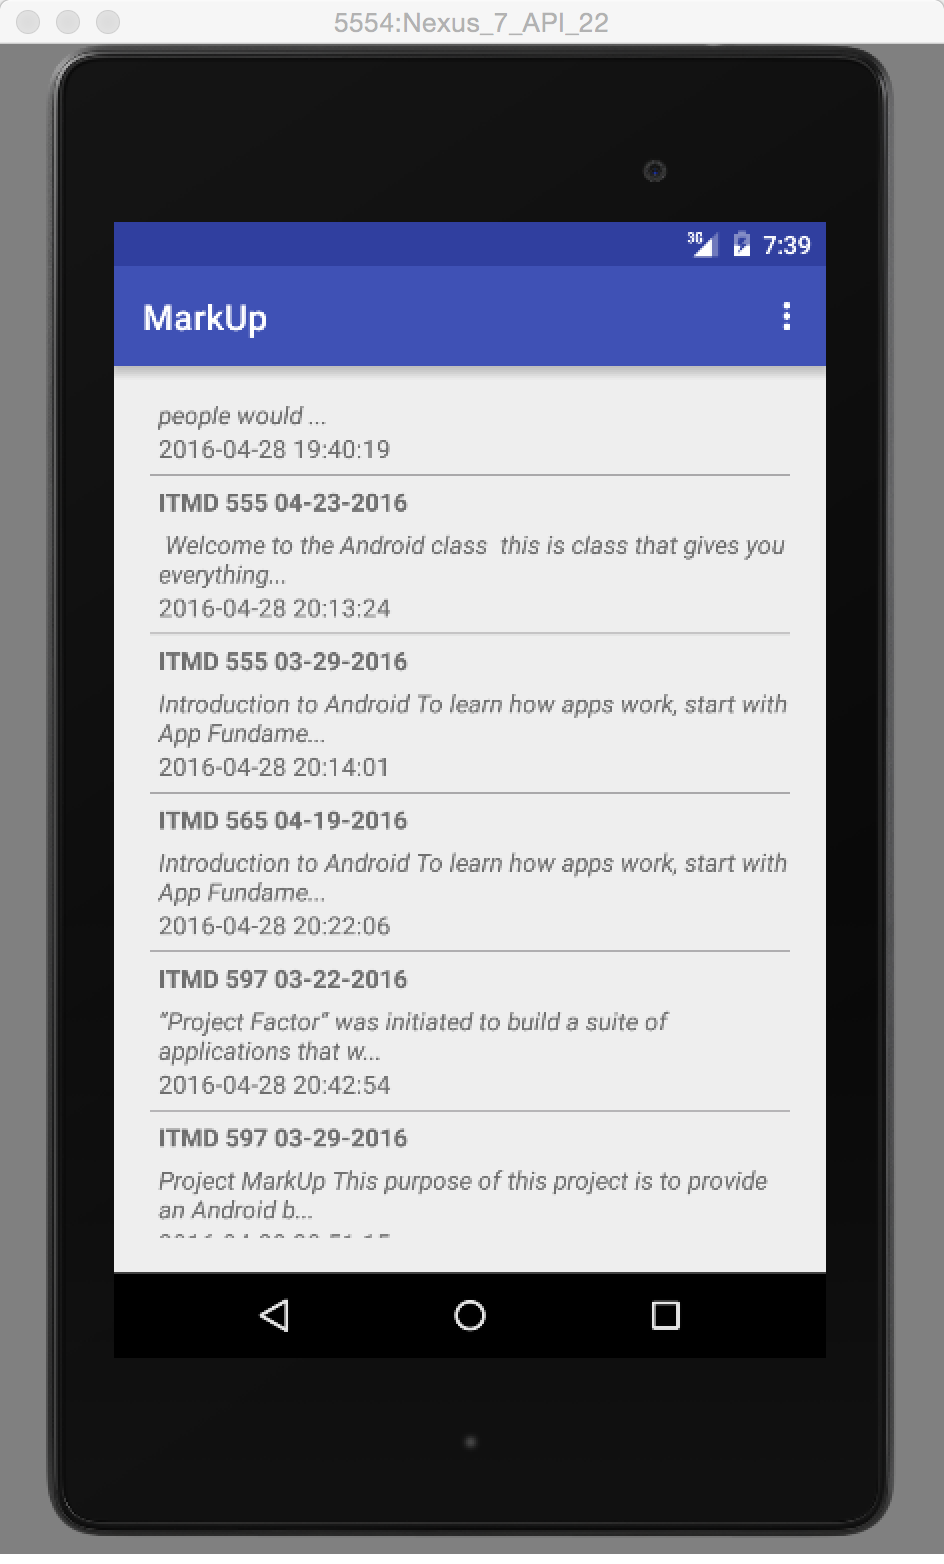 5554:Nexus_7_API_22
3G 7:39
MarkUp
people would ...
2016-04-28 19:40:19
ITMD 555 04-23-2016
Welcome to the Android class  this is class that gives you
everything...
2016-04-28 20:13:24
ITMD 555 03-29-2016
Introduction to Android To learn how apps work, start with
App Fundame...
2016-04-28 20:14:01
ITMD 565 04-19-2016
Introduction to Android To learn how apps work, start with
App Fundame...
2016-04-28 20:22:06
ITMD 597 03-22-2016
“Project Factor” was initiated to build a suite of
applications that w...
2016-04-28 20:42:54
ITMD 597 03-29-2016
Project MarkUp This purpose of this project is to provide
an Android b...